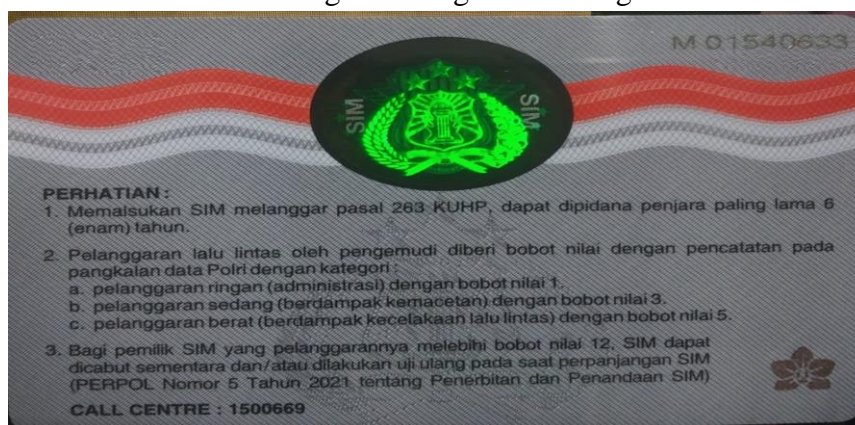 M 01540633
SIM
SIM
PERHATIAN :
1. Memalsukan SIM melanggar pasal 263 KUHP, dapat dipidana penjara paling lama 6
(enam) tahun.
2. Pelanggaran lalu lintas oleh pengemudi diberi bobot nilai dengan pencatatan pada
pangkalan data Polri dengan kategori :
a. pelanggaran ringan (administrasi) dengan bobot nilai 1.
b. pelanggaran sedang (berdampak kemacetan) dengan bobot nilai 3.
c. pelanggaran berat (berdampak kecelakaan lalu lintas) dengan bobot nilai 5.
3. Bagi pemilik SIM yang pelanggarannya melebihi bobot nilai 12, SIM dapat
dicabut sementara dan/atau dilakukan uji ulang pada saat perpanjangan SIM
(PERPOL Nomor 5 Tahun 2021 tentang Penerbitan dan Penandaan SIM)
CALL CENTRE : 1500669